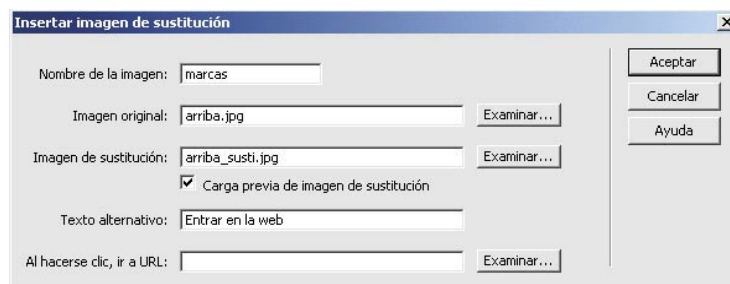 Insertar imagen de sustitución
Nombre de la imagen: marcas
Imagen original: arriba.jpg Examinar...
Imagen de sustitución: arriba_susti.jpg Examinar...
Carga previa de imagen de sustitución
Texto alternativo: Entrar en la web
Al hacerse clic, ir a URL: Examinar...
Aceptar
Cancelar
Ayuda